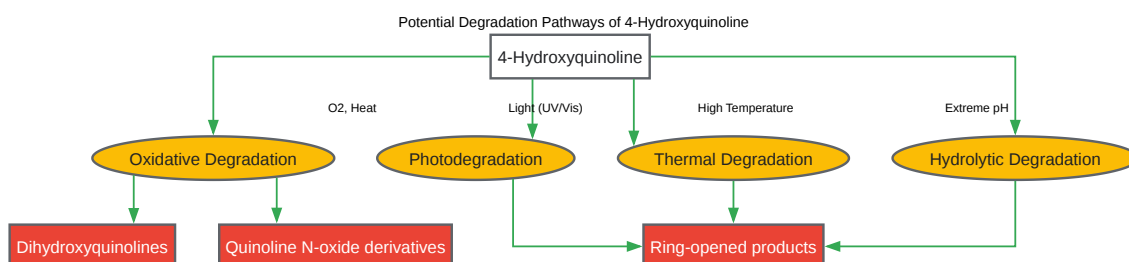 Potential Degradation Pathways of 4-Hydroxyquinoline
4-Hydroxyquinoline
O2, Heat
Light (UV/Vis)
High Temperature
Extreme pH
Oxidative Degradation
Photodegradation
Thermal Degradation
Hydrolytic Degradation
Dihydroxyquinolines
Quinoline N-oxide derivatives
Ring-opened products